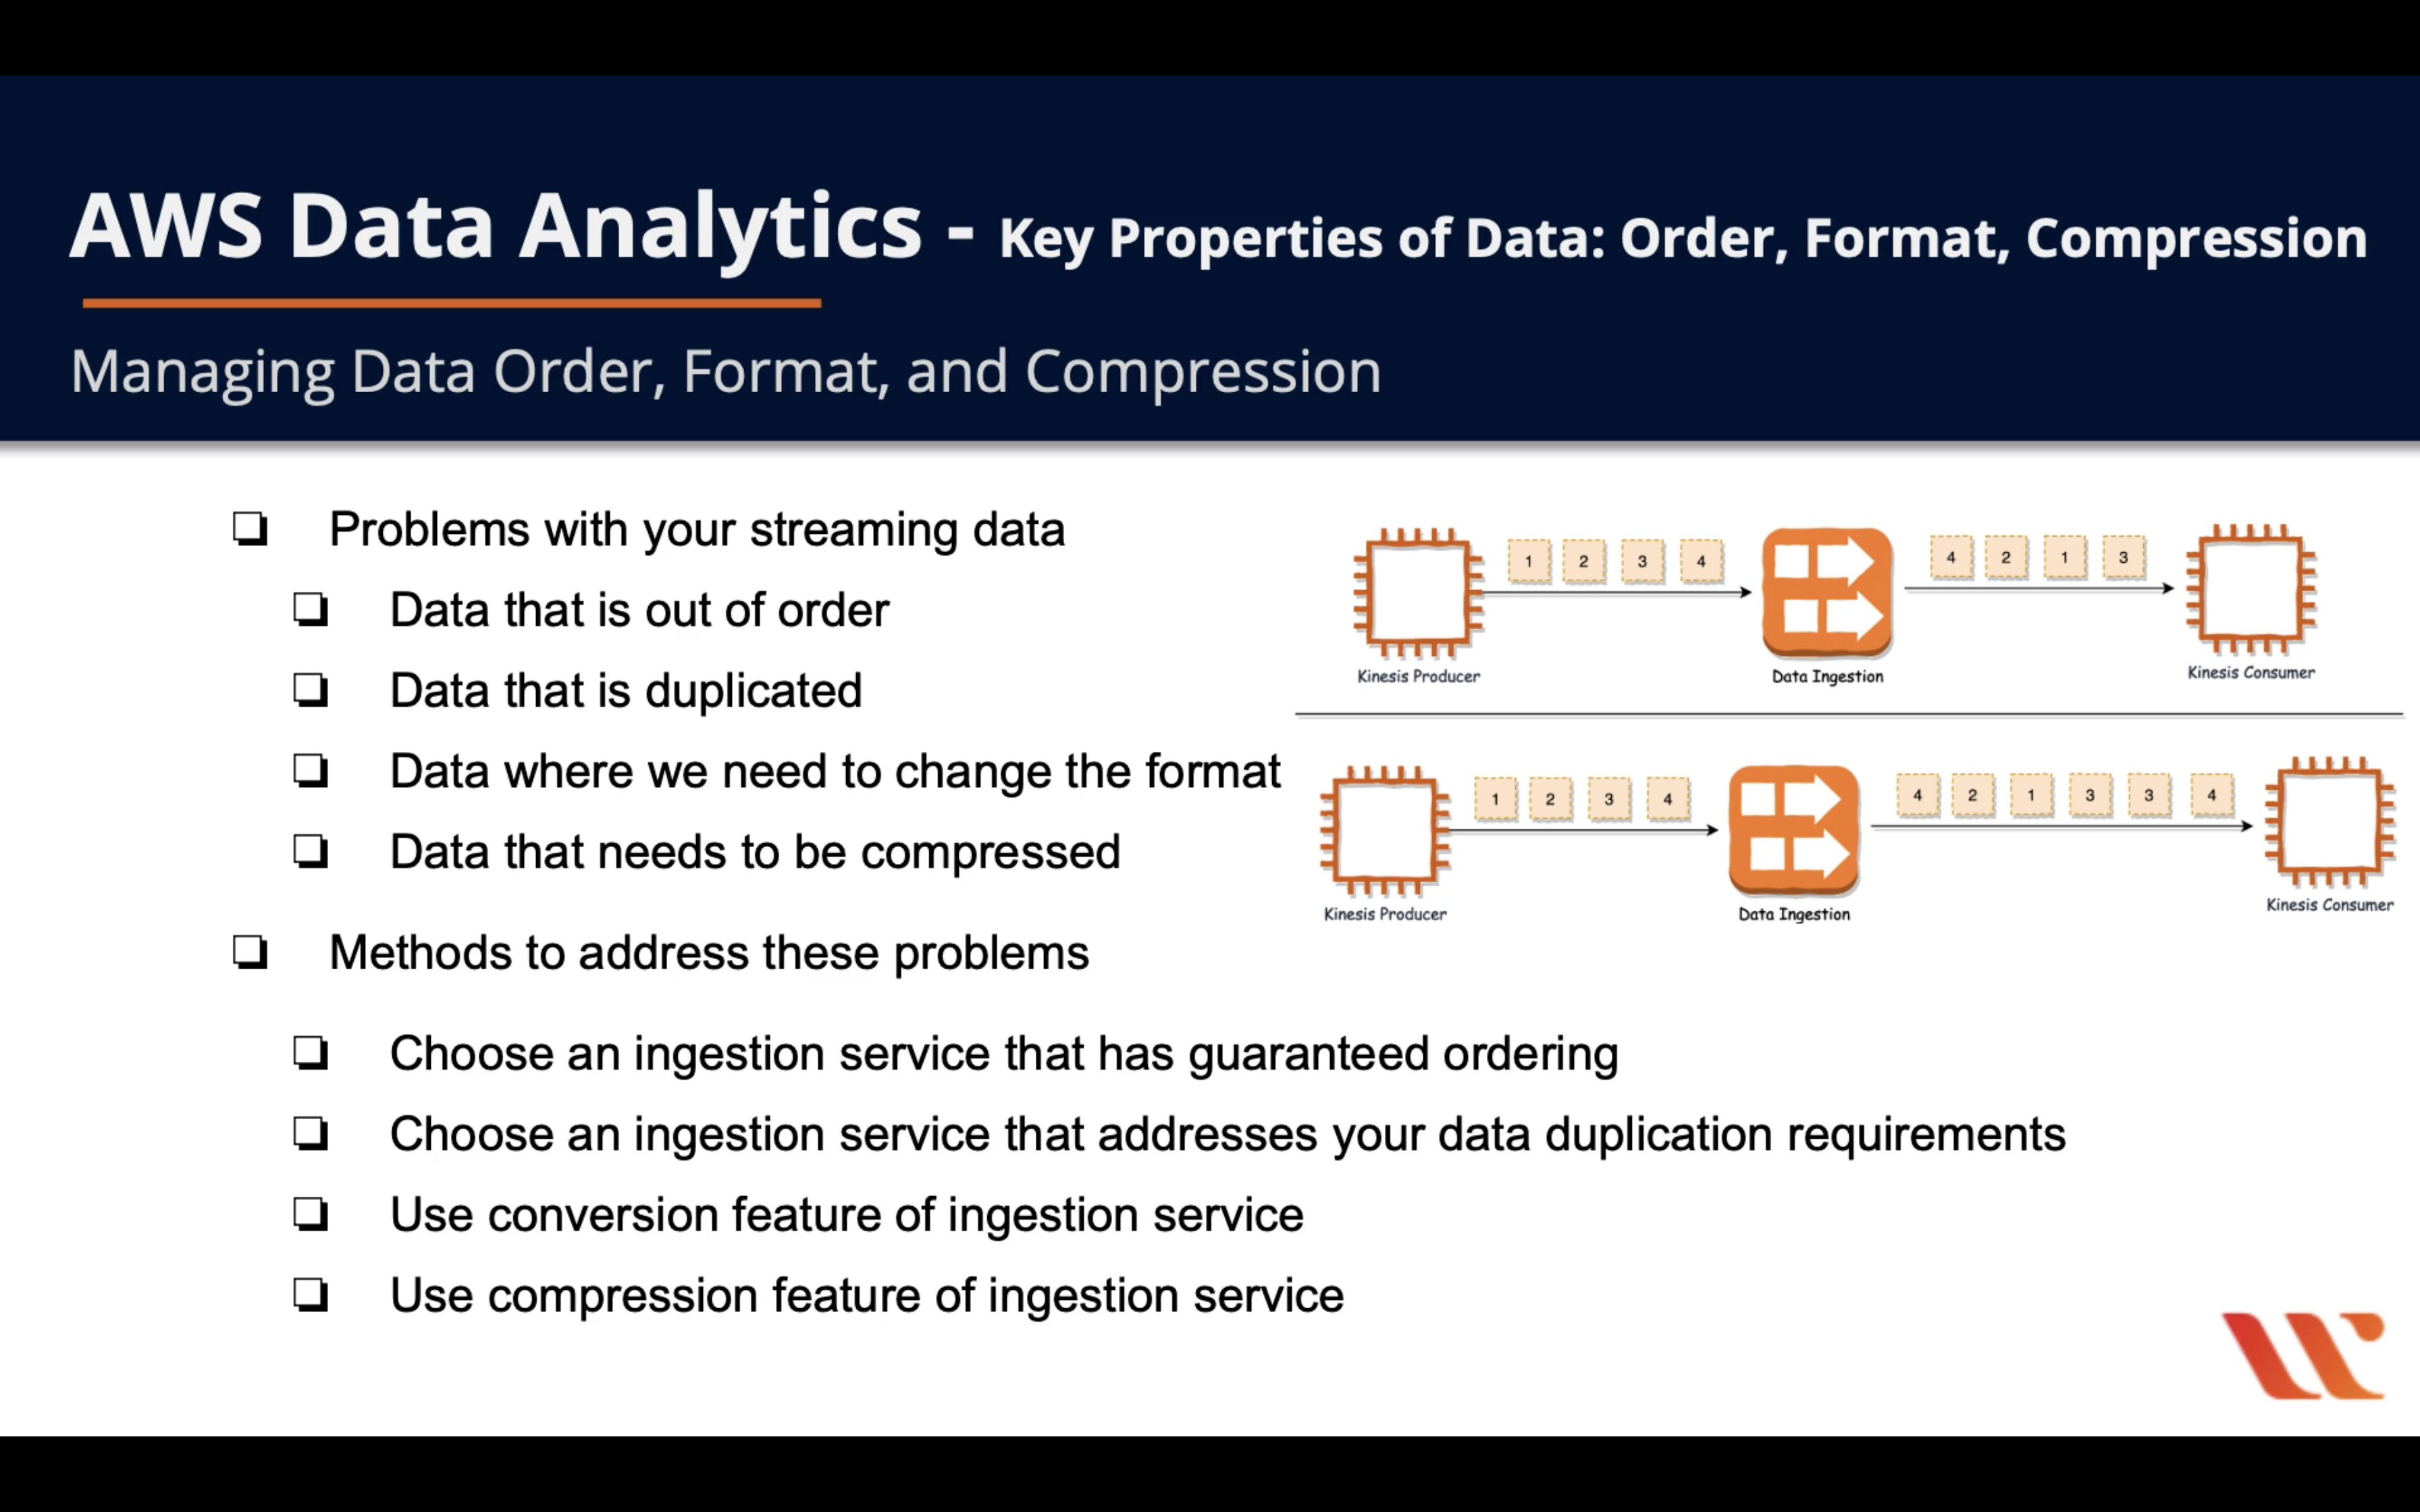 AWS Data Analytics - Key Properties of Data: Order, Format, Compression
Managing Data Order, Format, and Compression
Problems with your streaming data
Data that is out of order
Data that is duplicated
Data where we need to change the format
Data that needs to be compressed
Methods to address these problems
Choose an ingestion service that has guaranteed ordering
Choose an ingestion service that addresses your data duplication requirements
Use conversion feature of ingestion service
Use compression feature of ingestion service
1 2 3 4
4 2 1 3
Kinesis Producer
Data Ingestion
Kinesis Consumer
1 2 3 4
4 2 1 3 3 4
Kinesis Producer
Data Ingestion
Kinesis Consumer